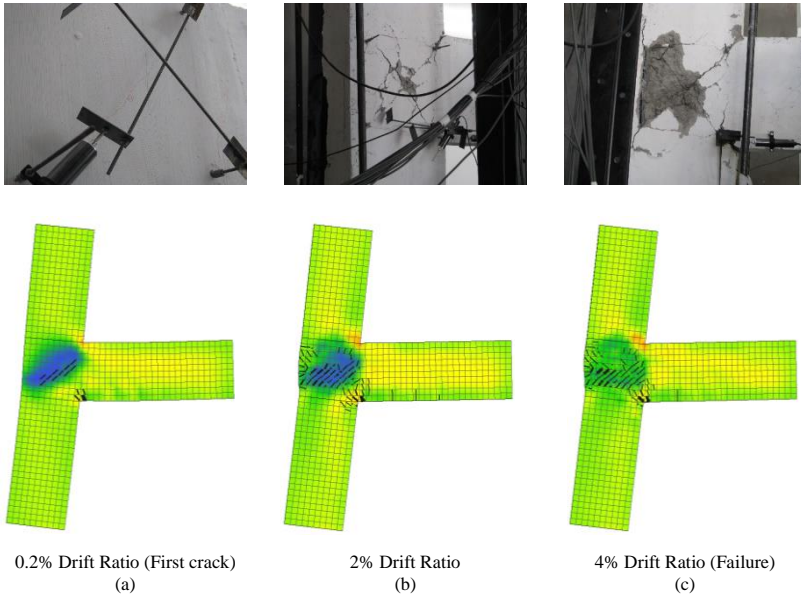 0.2% Drift Ratio (First crack)
(a)
2% Drift Ratio
(b)
4% Drift Ratio (Failure)
(c)